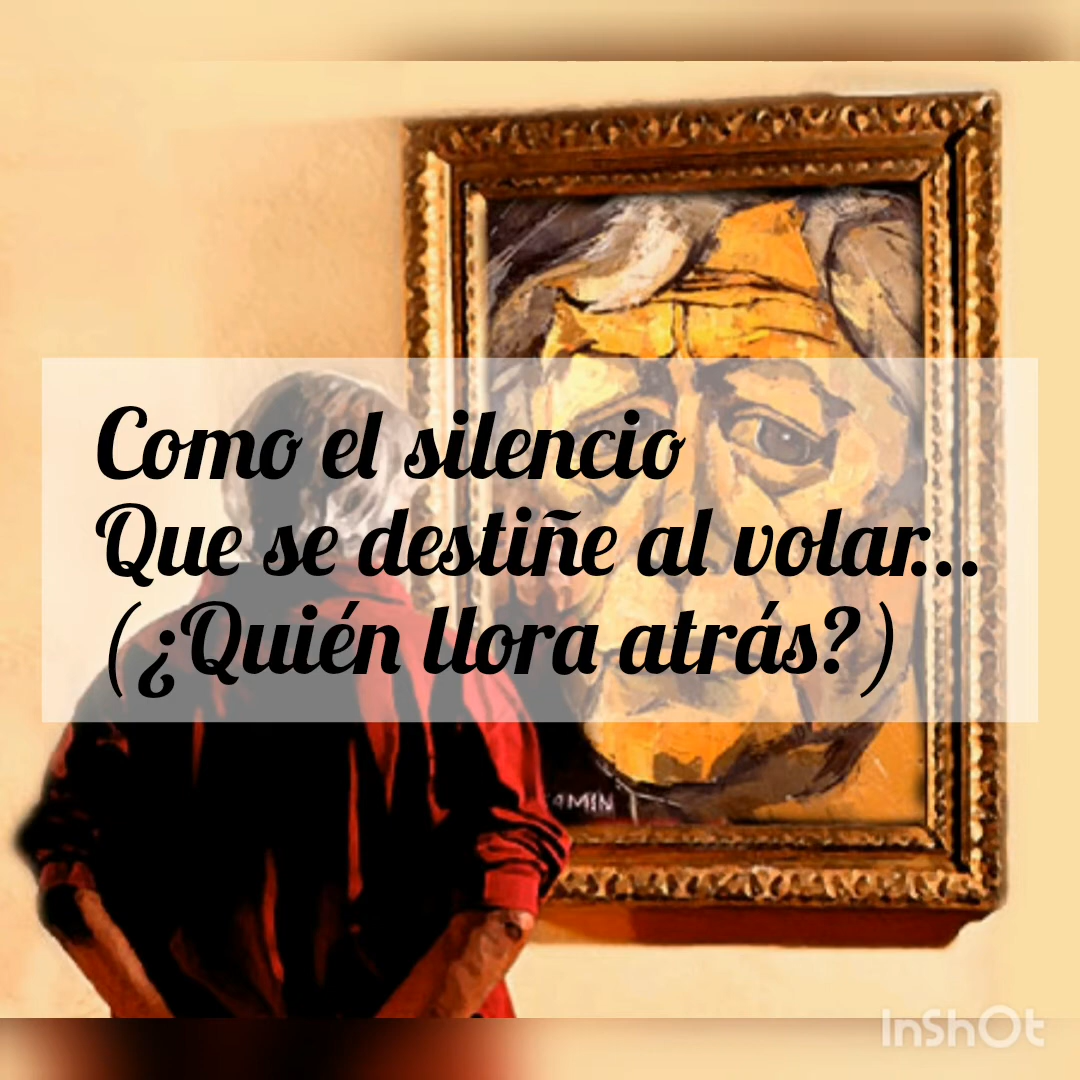 Como el silencio
Que se destiñe al volar...
(¿Quién llora atrás?)
InShOt